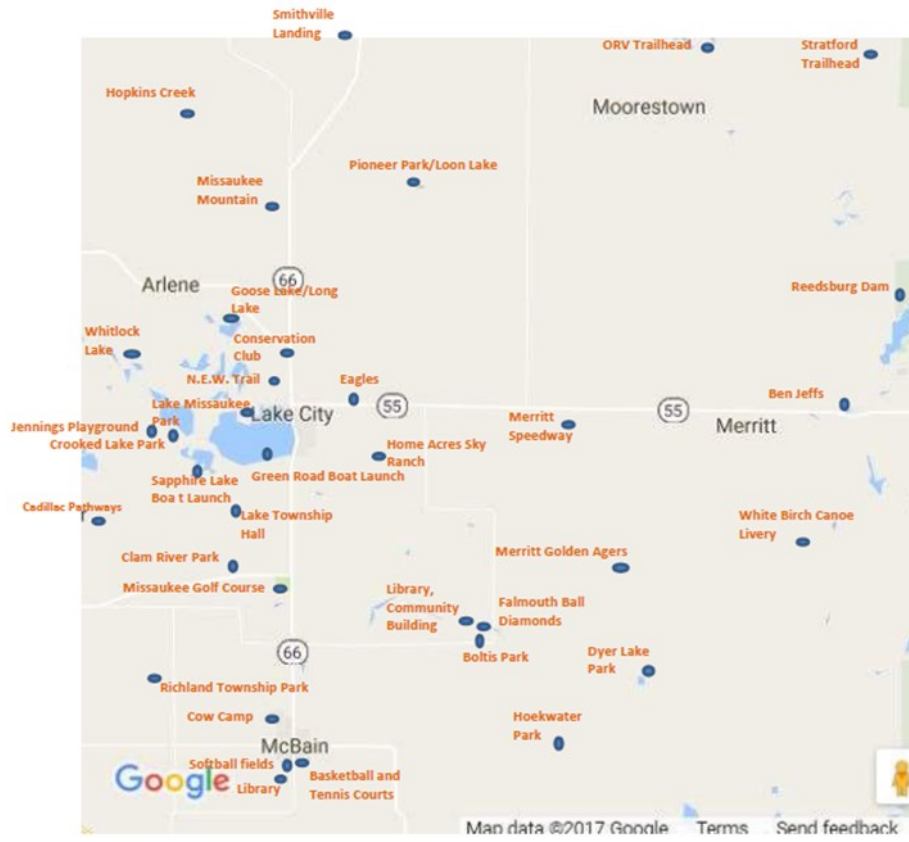 Smithville
Landing
ORV Trailhead
Stratford
Trailhead
Hopkins Creek
Moorestown
Pioneer Park/Loon Lake
Missaukee
Mountain
Arlene
66
Goose Lake/Long
Lake
Reedsburg Dam
Whitlock
Lake
Conservation
Club
N.E.W. Trail
Eagles
Ben Jeffs
55
55
Lake Missaukee
Park
Lake City
Merritt
Speedway
Merritt
Jennings Playground
Crooked Lake Park
Home Acres Sky
Ranch
Sapphire Lake
Boa t Launch
Green Road Boat Launch
Cadillac Pathways
r
Lake Township
Hall
White Birch Canoe
Livery
Clam River Park
Merritt Golden Agers
Missaukee Golf Course
Library,
Community
Building
Falmouth Ball
Diamonds
Boltis Park
66
Dyer Lake
Park
Richland Township Park
Cow Camp
Hoekwater
Park
McBain
Softball fields
Library
Basketball and
Tennis Courts
Google
Map data ©2017 Google Terms Send feedback